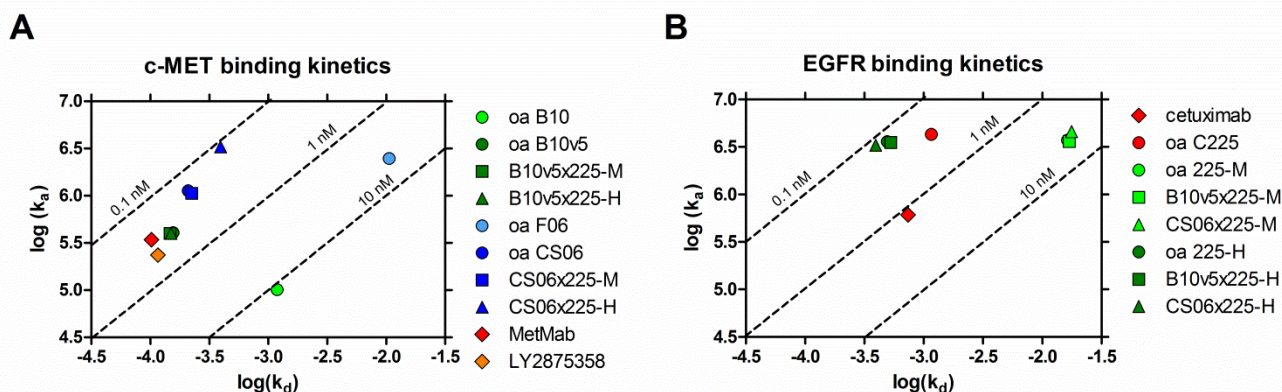 A
c-MET binding kinetics
7.0
6.5
6.0
5.5
5.0
4.5
log (ka)
0.1 nM
1 nM
10 nM
-4.5 -4.0 -3.5 -3.0 -2.5 -2.0 -1.5
log(kd)
oa B10
oa B10v5
B10v5x225-M
B10v5x225-H
oa F06
oa CS06
CS06x225-M
CS06x225-H
MetMab
LY2875358
B
EGFR binding kinetics
7.0
6.5
6.0
5.5
5.0
4.5
log (ka)
0.1 nM
1 nM
10 nM
-4.5 -4.0 -3.5 -3.0 -2.5 -2.0 -1.5
log(kd)
cetuximab
oa C225
oa 225-M
B10v5x225-M
CS06x225-M
oa 225-H
B10v5x225-H
CS06x225-H